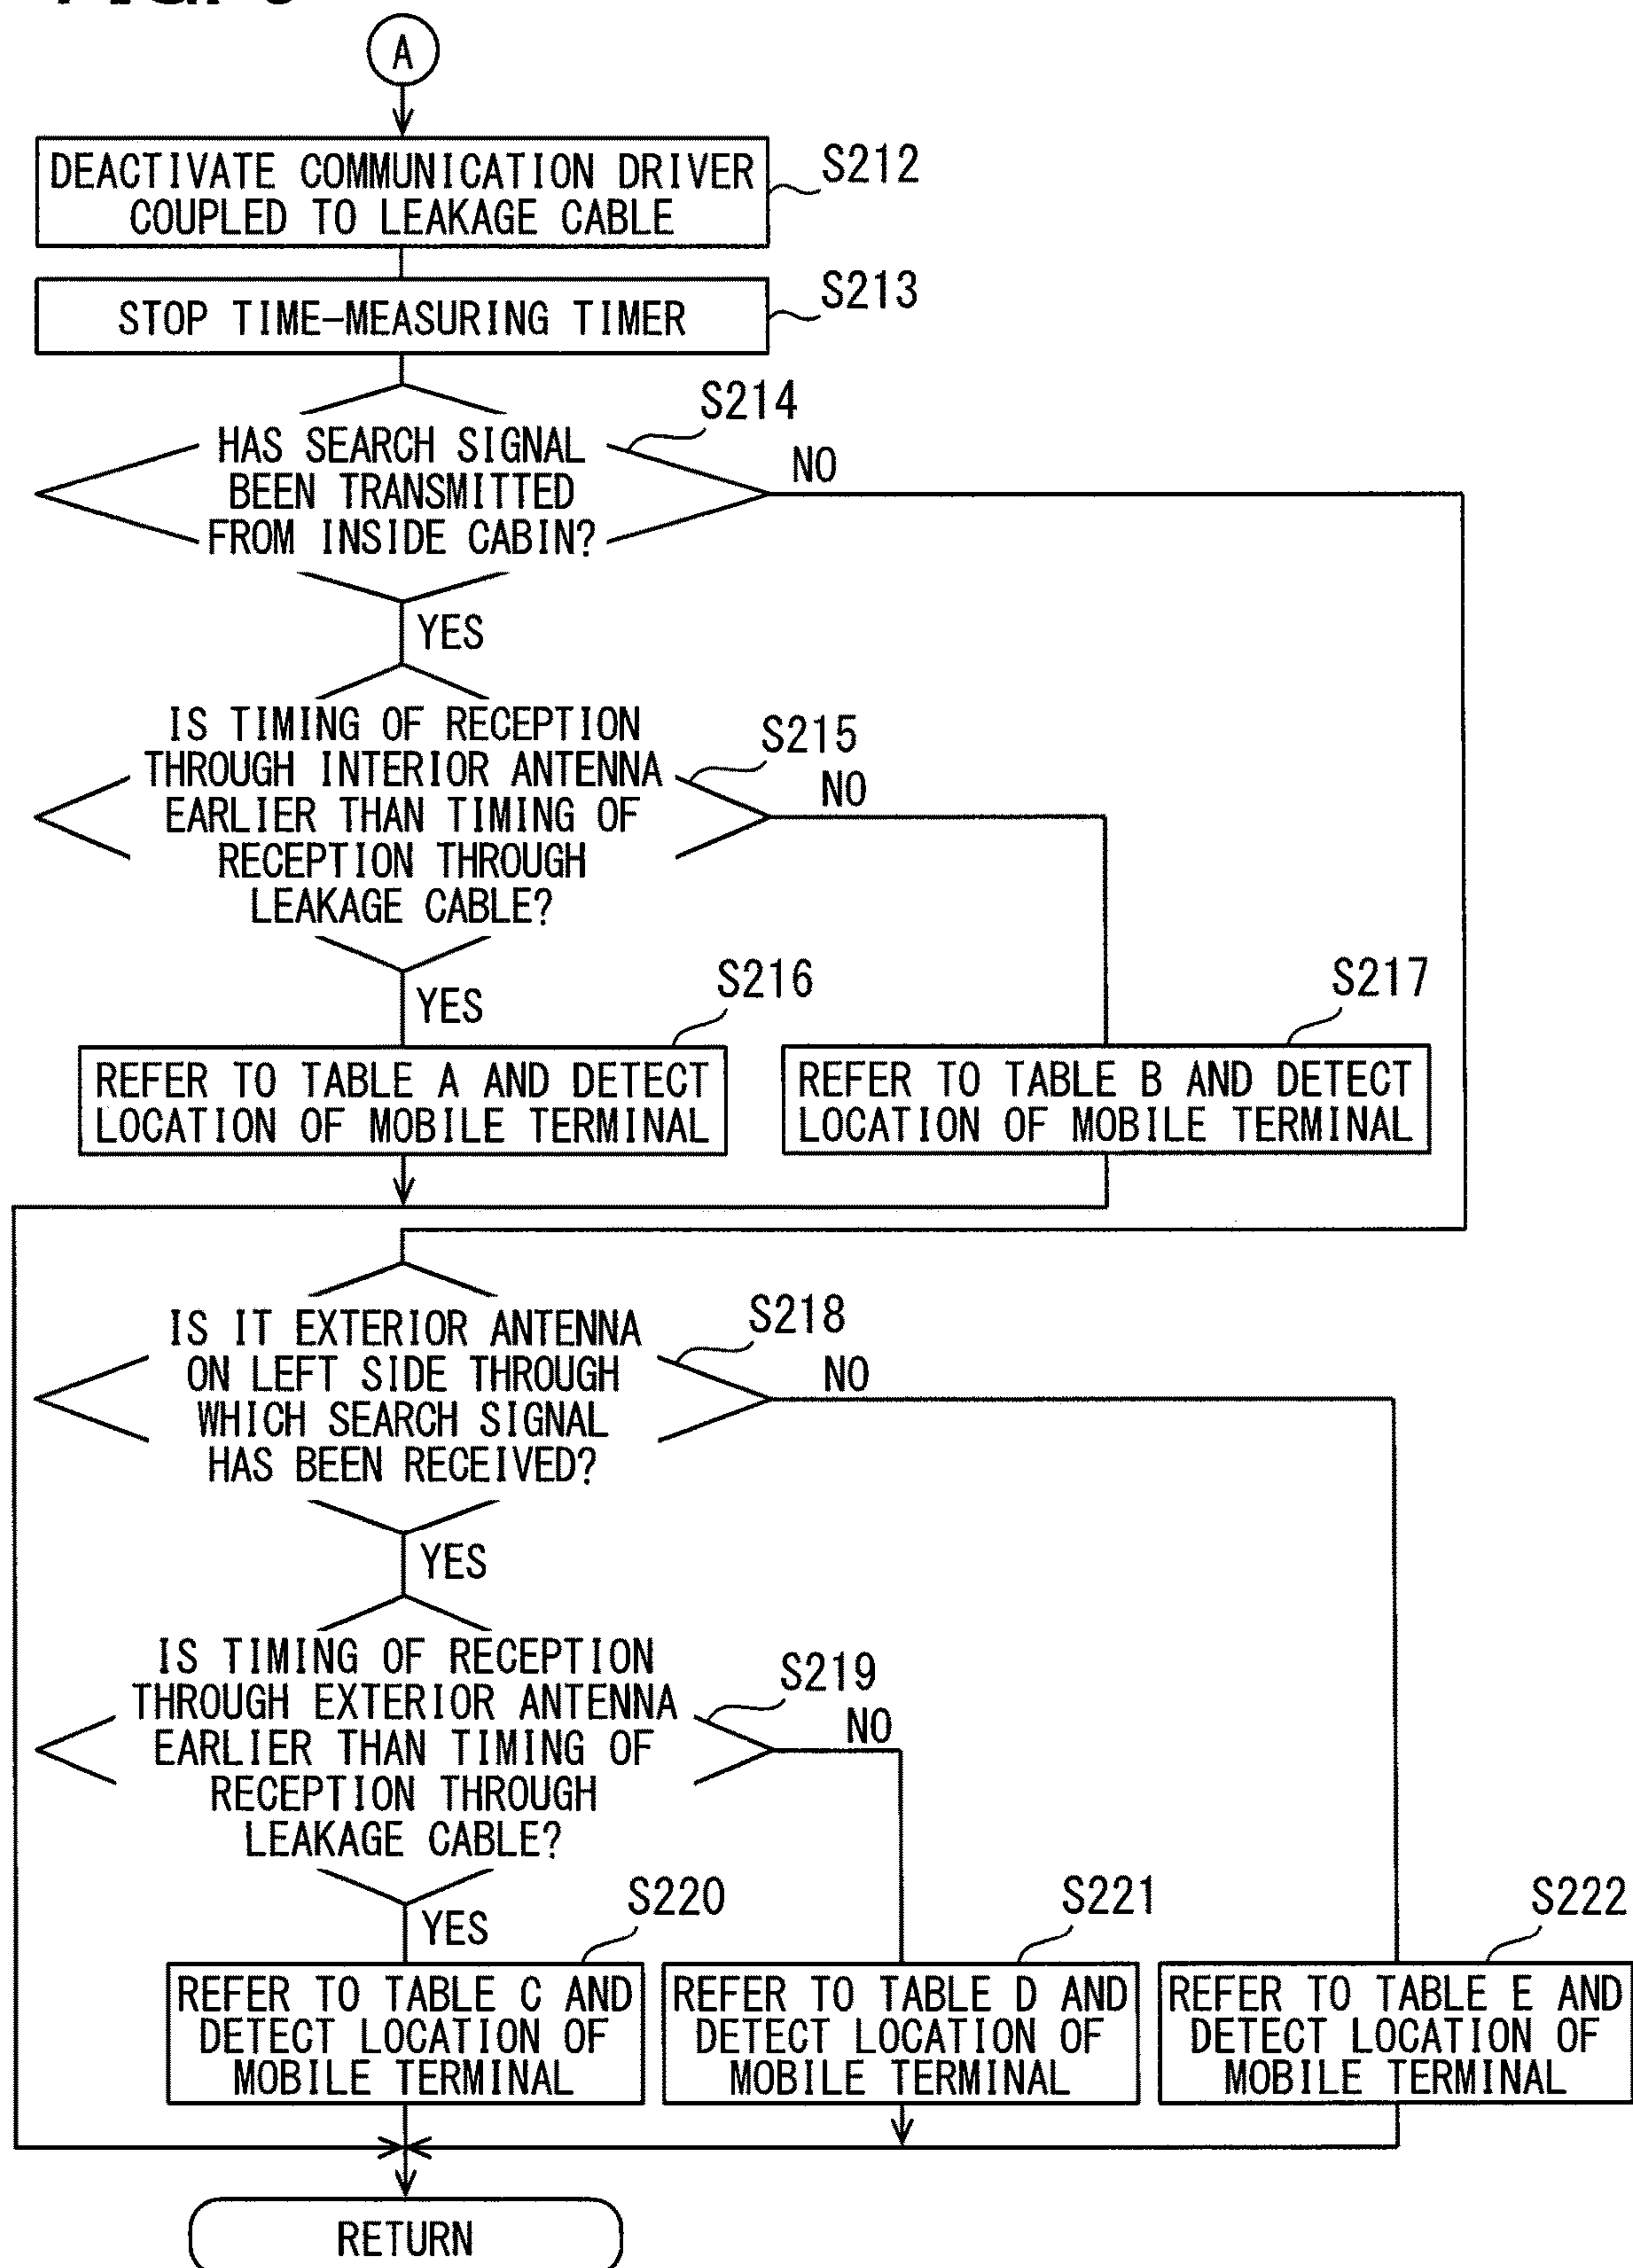 A
DEACTIVATE COMMUNICATION DRIVER
COUPLED TO LEAKAGE CABLE
S212
STOP TIME-MEASURING TIMER
S213
HAS SEARCH SIGNAL
BEEN TRANSMITTED
FROM INSIDE CABIN?
S214
NO
YES
IS TIMING OF RECEPTION
THROUGH INTERIOR ANTENNA
EARLIER THAN TIMING OF
RECEPTION THROUGH
LEAKAGE CABLE?
S215
NO
YES
S216
REFER TO TABLE A AND DETECT
LOCATION OF MOBILE TERMINAL
S217
REFER TO TABLE B AND DETECT
LOCATION OF MOBILE TERMINAL
IS IT EXTERIOR ANTENNA
ON LEFT SIDE THROUGH
WHICH SEARCH SIGNAL
HAS BEEN RECEIVED?
S218
NO
YES
IS TIMING OF RECEPTION
THROUGH EXTERIOR ANTENNA
EARLIER THAN TIMING OF
RECEPTION THROUGH
LEAKAGE CABLE?
S219
NO
YES
S220
REFER TO TABLE C AND
DETECT LOCATION OF
MOBILE TERMINAL
S221
REFER TO TABLE D AND
DETECT LOCATION OF
MOBILE TERMINAL
S222
REFER TO TABLE E AND
DETECT LOCATION OF
MOBILE TERMINAL
RETURN